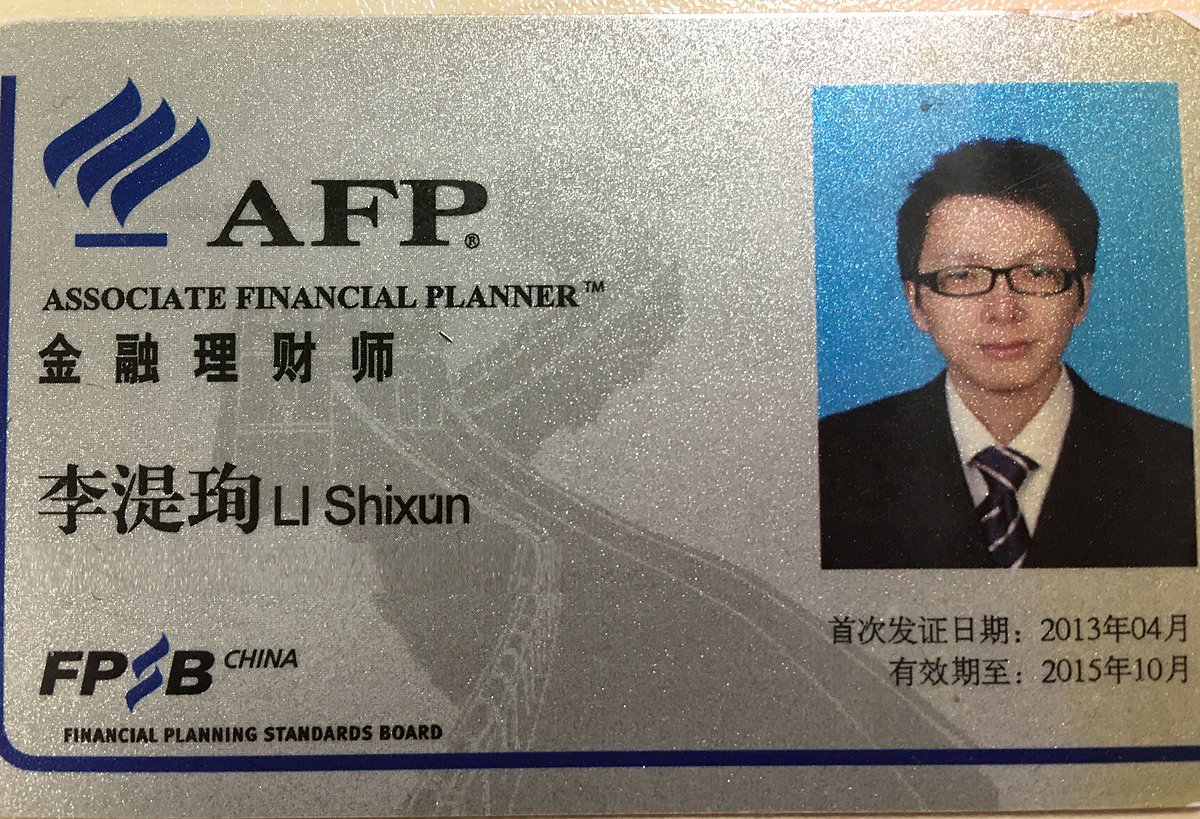 AFP®
ASSOCIATE FINANCIAL PLANNER™
金融理财师
李湜珣 LI Shixun
FPSB CHINA
FINANCIAL PLANNING STANDARDS BOARD
首次发证日期：2013年04月
有效期至：2015年10月